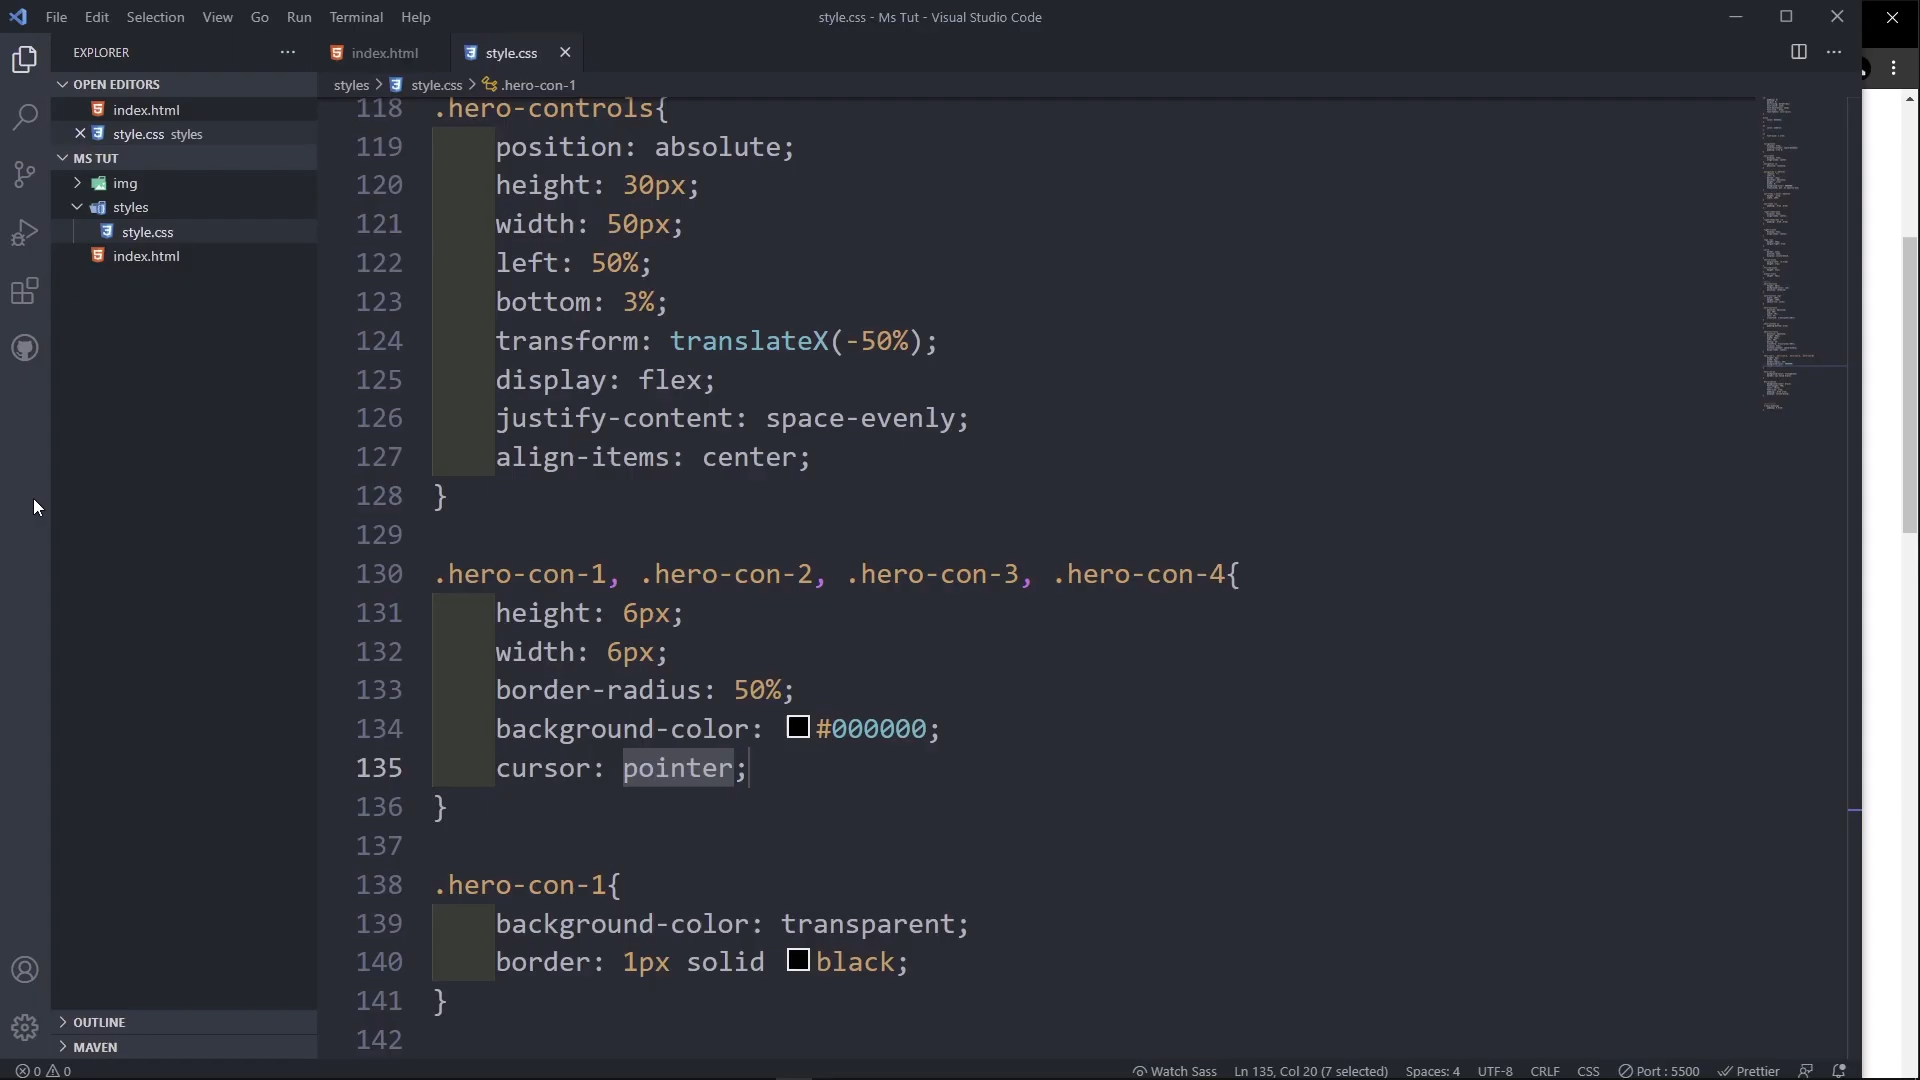 File Edit Selection View Go Run Terminal Help
style.css - Ms Tut - Visual Studio Code
EXPLORER
index.html
style.css
OPEN EDITORS
index.html
style.css styles
MS TUT
img
styles
style.css
index.html
OUTLINE
MAVEN
styles > style.css > .hero-con-1
118 .hero-controls{
119 position: absolute;
120 height: 30px;
121 width: 50px;
122 left: 50%;
123 bottom: 3%;
124 transform: translateX(-50%);
125 display: flex;
126 justify-content: space-evenly;
127 align-items: center;
128 }
129
130 .hero-con-1, .hero-con-2, .hero-con-3, .hero-con-4{
131 height: 6px;
132 width: 6px;
133 border-radius: 50%;
134 background-color: #000000;
135 cursor: pointer;
136 }
137
138 .hero-con-1{
139 background-color: transparent;
140 border: 1px solid black;
141 }
142
0 0
Watch Sass Ln 135, Col 20 (7 selected) Spaces: 4 UTF-8 CRLF CSS Port : 5500 Prettier